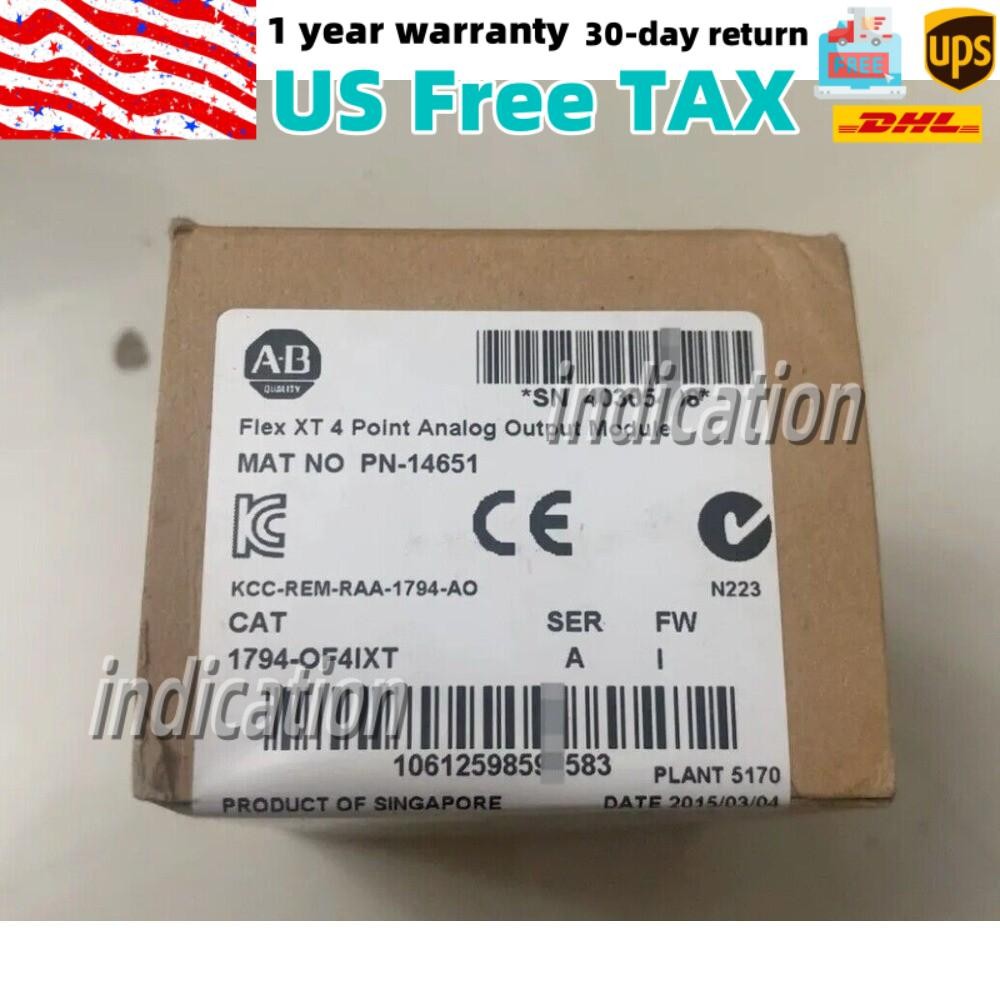 1 year warranty 30-day return
US Free TAX
FREE
UPS
DHL
A-B
QUALITY
Flex XT 4 Point Analog Output Module
MAT NO PN-14651
KC
CE
KCC-REM-RAA-1794-AO
N223
CAT SER FW
1794-OF4IXT A I
indication
indication
PLANT 5170
PRODUCT OF SINGAPORE DATE 2015/03/04